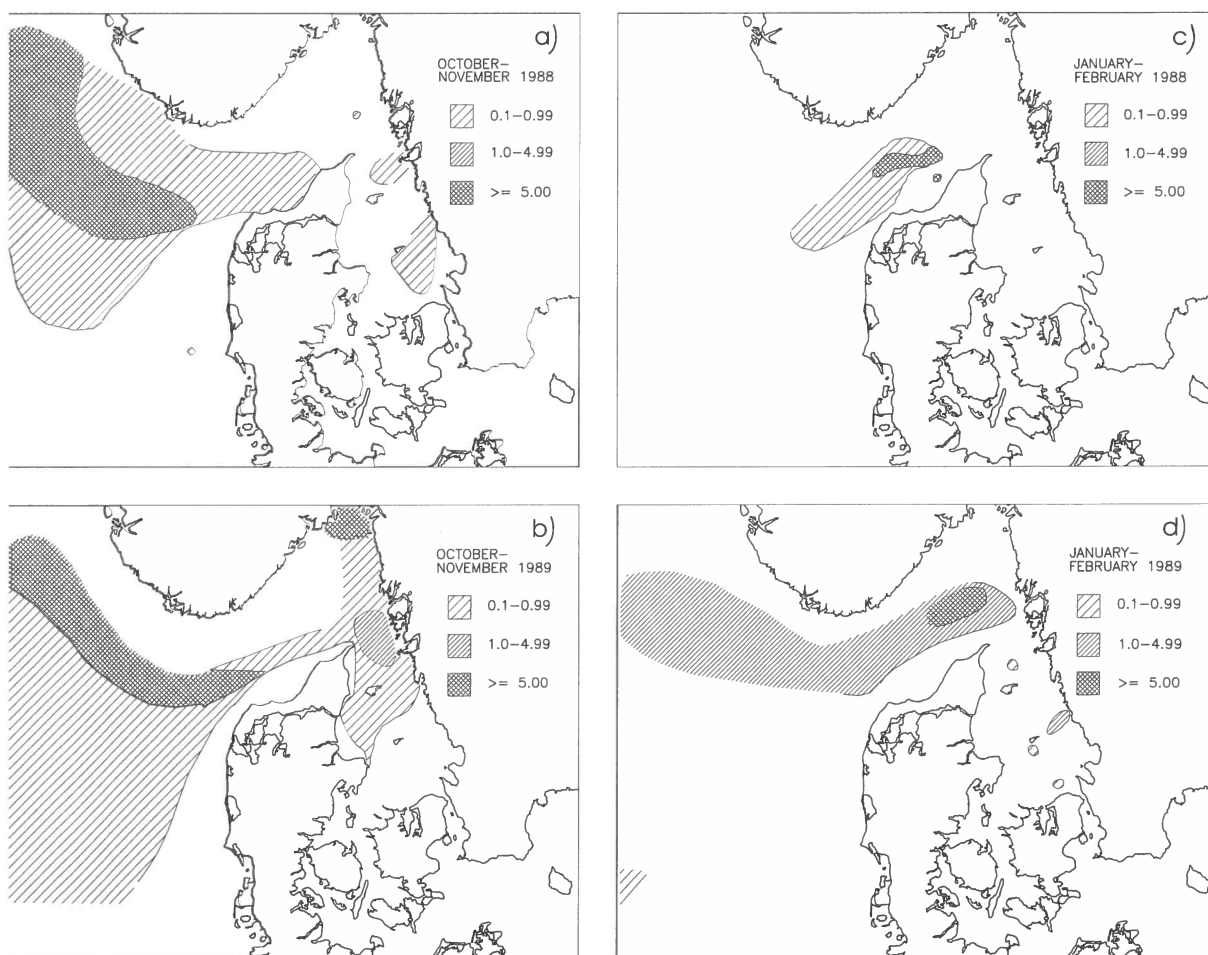 a)
OCTOBER–
NOVEMBER 1988
0.1–0.99
1.0–4.99
>= 5.00
c)
JANUARY–
FEBRUARY 1988
0.1–0.99
1.0–4.99
>= 5.00
b)
OCTOBER–
NOVEMBER 1989
0.1–0.99
1.0–4.99
>= 5.00
d)
JANUARY–
FEBRUARY 1989
0.1–0.99
1.0–4.99
>= 5.00